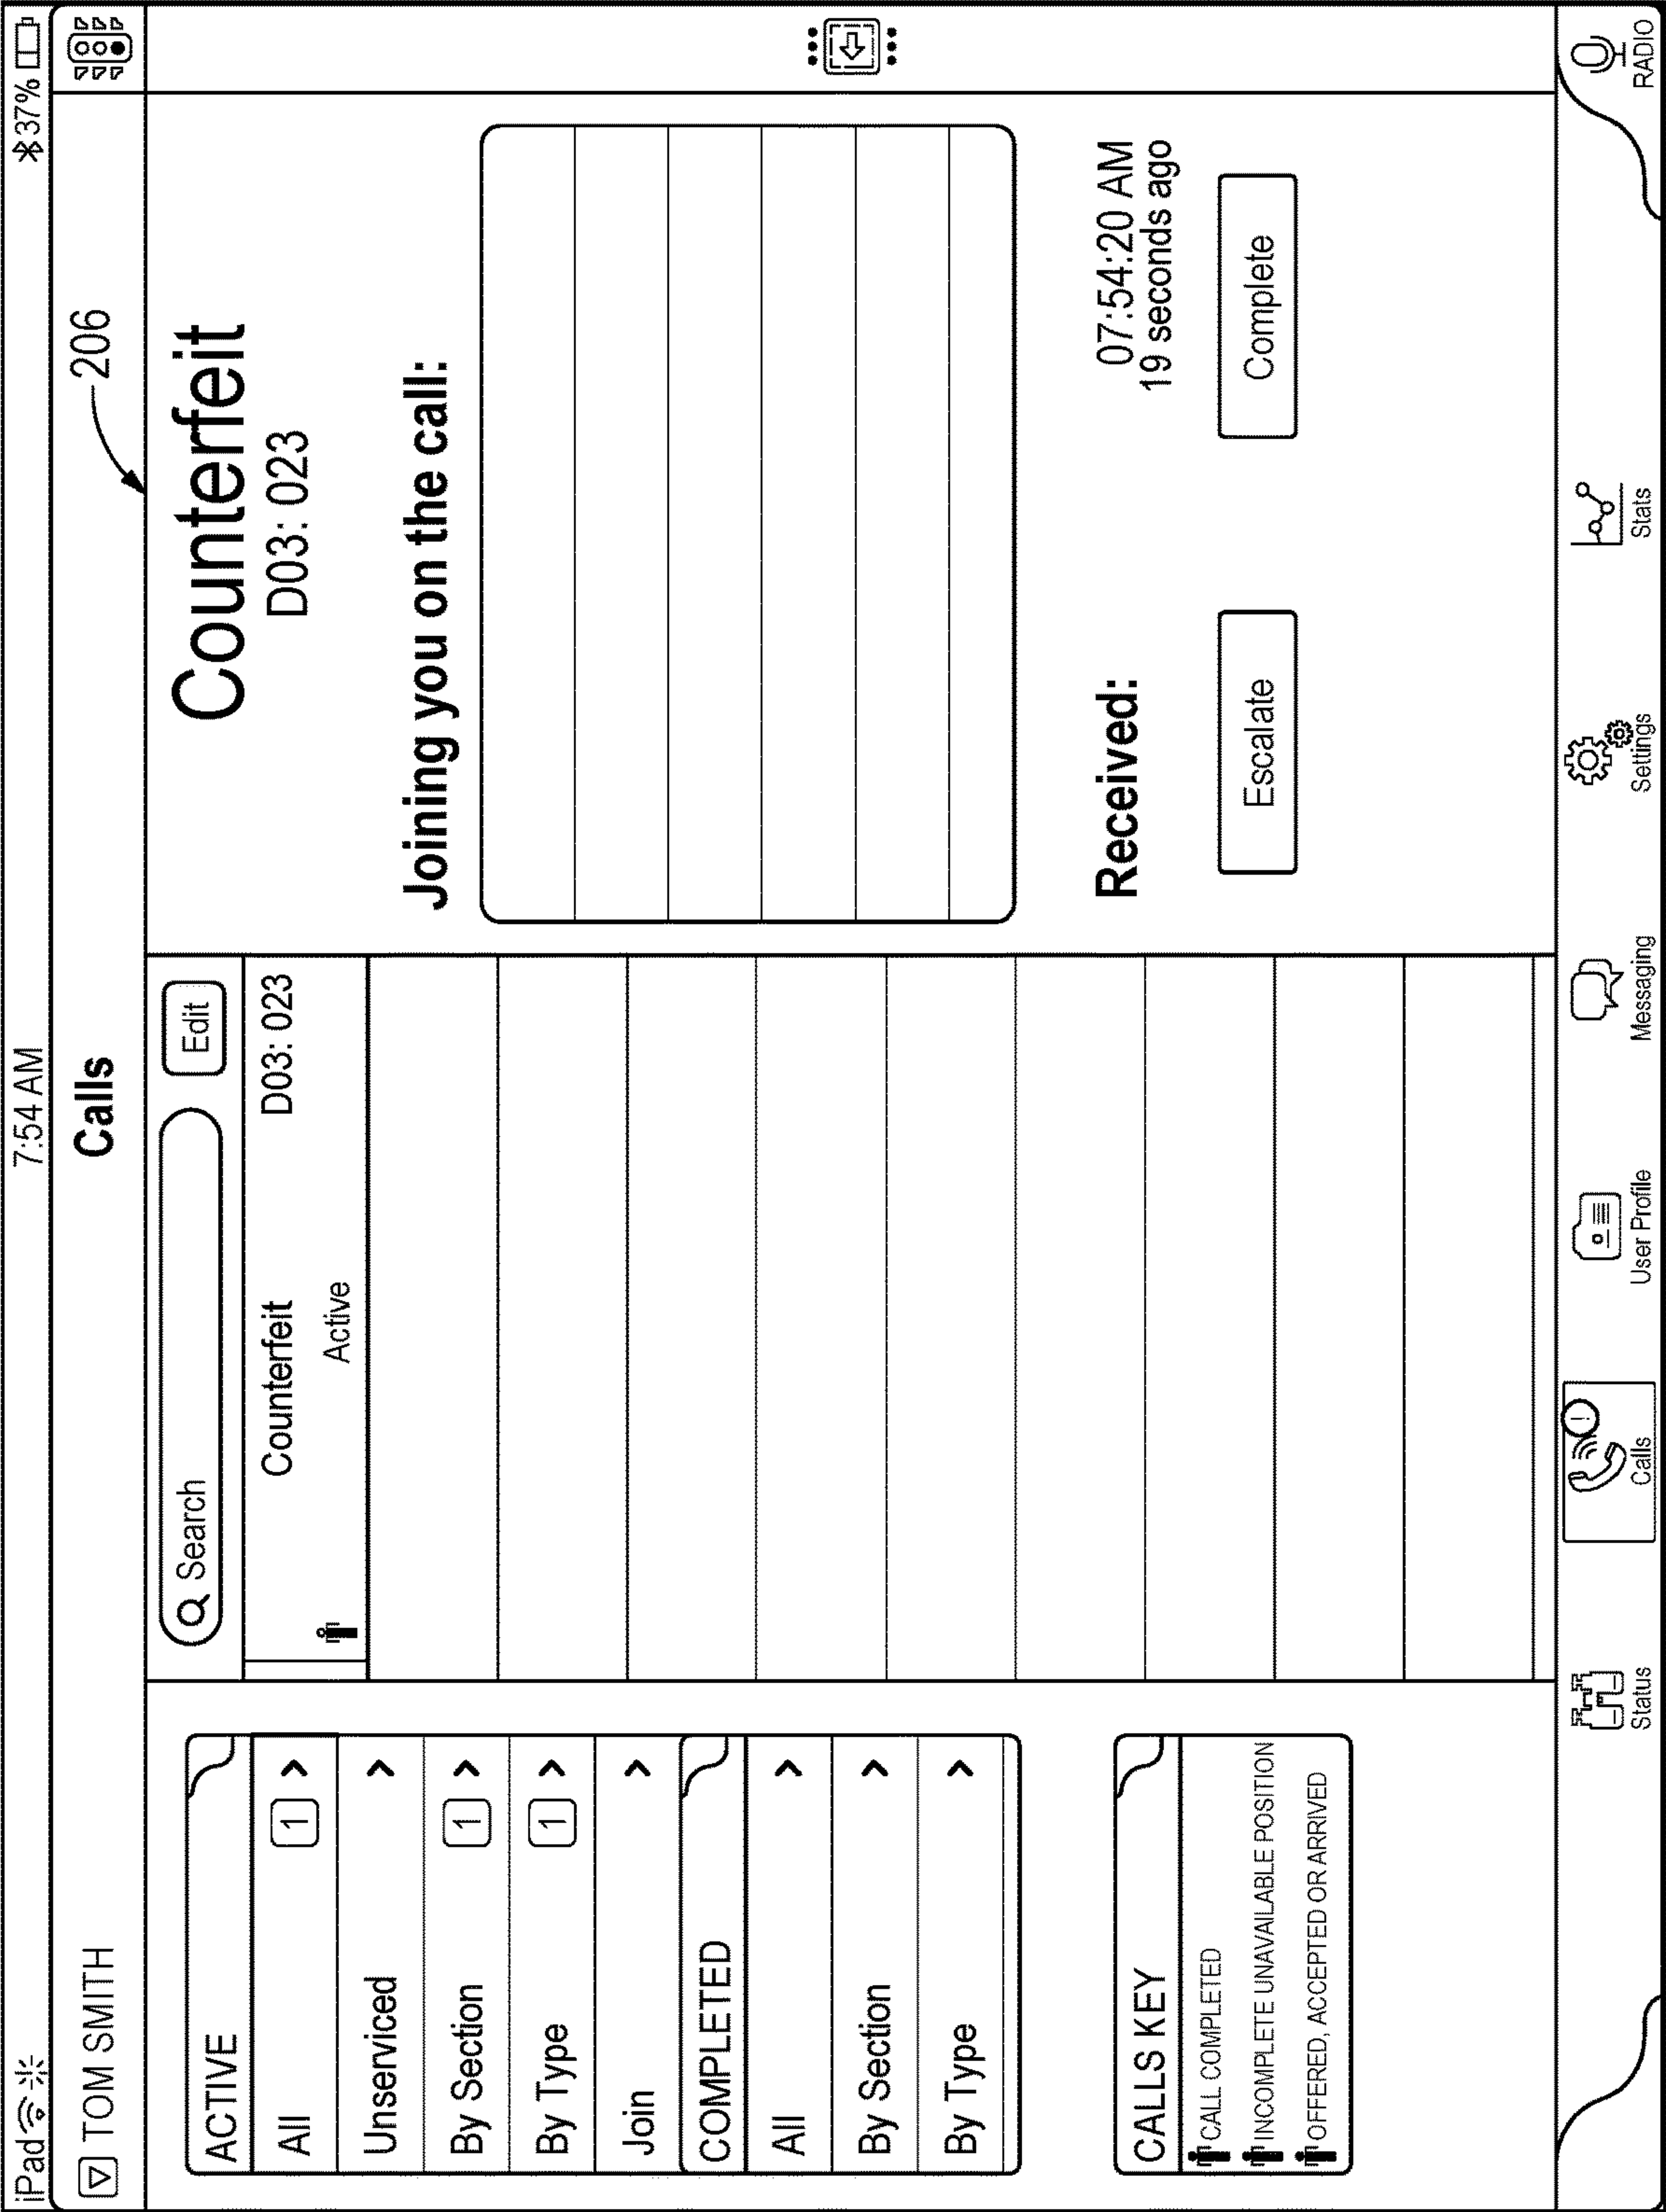 iPad 7:54 AM 37%
TOM SMITH Calls
206
ACTIVE
All 1 >
Unserviced >
By Section 1 >
By Type 1 >
Join >
COMPLETED
All >
By Section >
By Type >
CALLS KEY
CALL COMPLETED
INCOMPLETE UNAVAILABLE POSITION
OFFERED, ACCEPTED OR ARRIVED
Search Edit
Counterfeit D03: 023
Active
Counterfeit
D03: 023
Joining you on the call:
Received: 07:54:20 AM
19 seconds ago
Escalate Complete
Status Calls User Profile Messaging Settings Stats RADIO